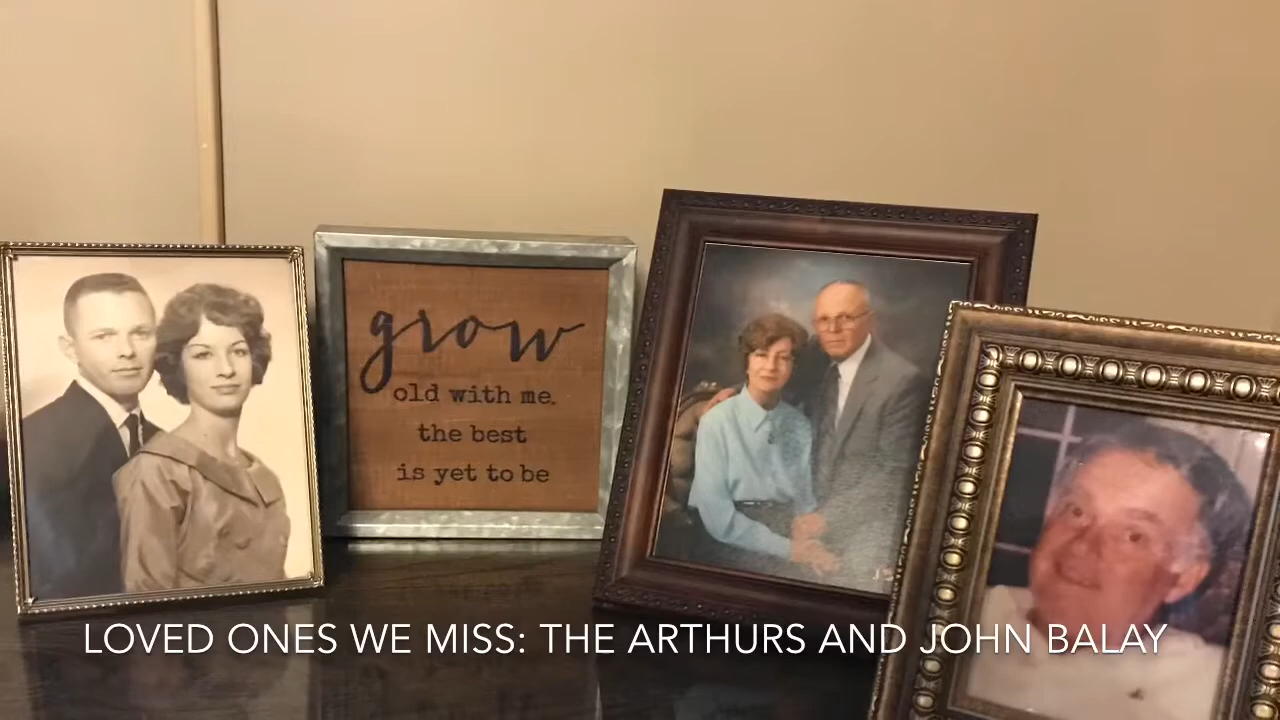 grow
old with me.
the best
is yet to be
LOVED ONES WE MISS: THE ARTHURS AND JOHN BALAY